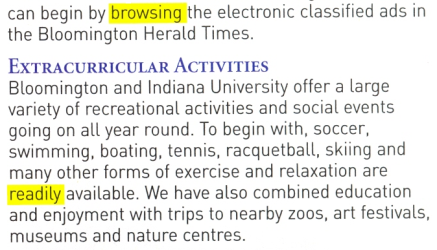 can begin by browsing the electronic classified ads in
the Bloomington Herald Times.
EXTRACURRICULAR ACTIVITIES
Bloomington and Indiana University offer a large
variety of recreational activities and social events
going on all year round. To begin with, soccer,
swimming, boating, tennis, racquetball, skiing and
many other forms of exercise and relaxation are
readily available. We have also combined education
and enjoyment with trips to nearby zoos, art festivals,
museums and nature centres.